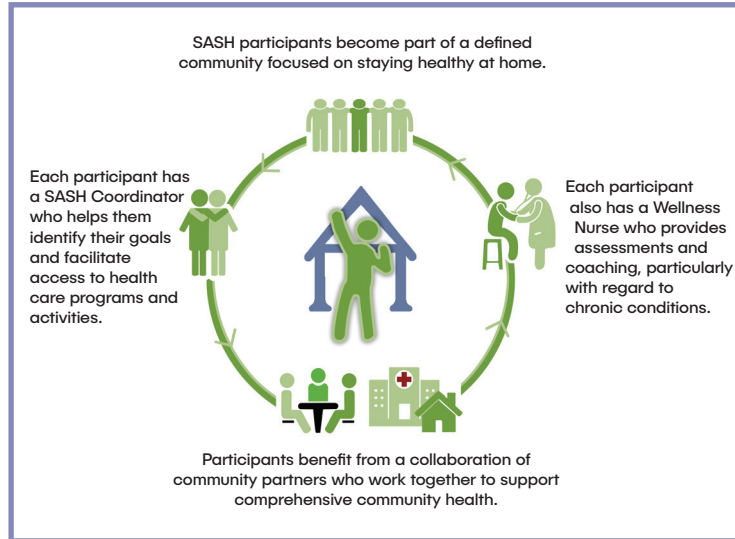 SASH participants become part of a defined
community focused on staying healthy at home.
Each participant has
a SASH Coordinator
who helps them
identify their goals
and facilitate
access to health
care programs and
activities.
Each participant
also has a Wellness
Nurse who provides
assessments and
coaching, particularly
with regard to
chronic conditions.
Participants benefit from a collaboration of
community partners who work together to support
comprehensive community health.